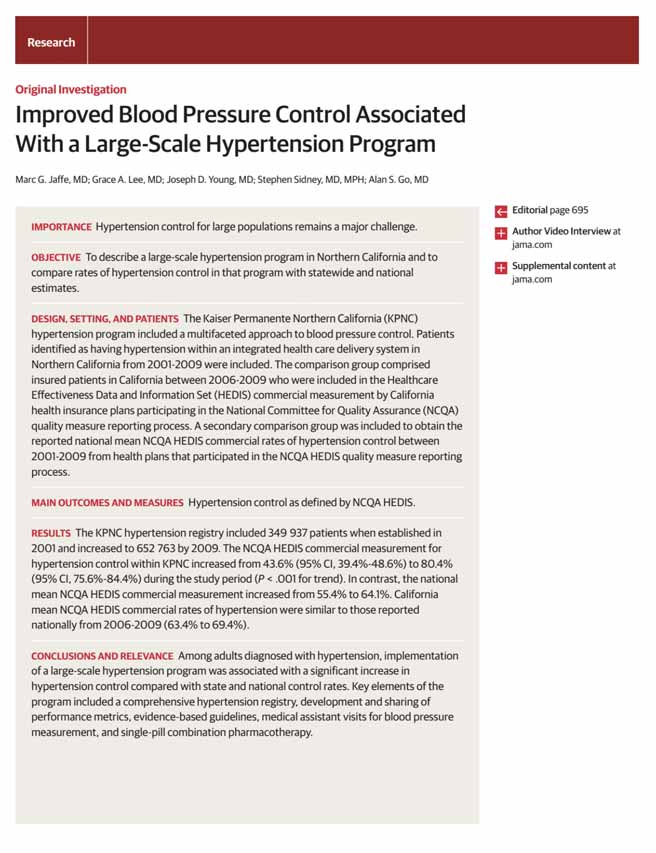 Research
Original Investigation
Improved Blood Pressure Control Associated
With a Large-Scale Hypertension Program
Marc G. Jaffe, MD; Grace A. Lee, MD; Joseph D. Young, MD; Stephen Sidney, MD, MPH; Alan S. Go, MD
IMPORTANCE Hypertension control for large populations remains a major challenge.
OBJECTIVE To describe a large-scale hypertension program in Northern California and to
compare rates of hypertension control in that program with statewide and national
estimates.
DESIGN, SETTING, AND PATIENTS The Kaiser Permanente Northern California (KPNC)
hypertension program included a multifaceted approach to blood pressure control. Patients
identified as having hypertension within an integrated health care delivery system in
Northern California from 2001-2009 were included. The comparison group comprised
insured patients in California between 2006-2009 who were included in the Healthcare
Effectiveness Data and Information Set (HEDIS) commercial measurement by California
health insurance plans participating in the National Committee for Quality Assurance (NCQA)
quality measure reporting process. A secondary comparison group was included to obtain the
reported national mean NCQA HEDIS commercial rates of hypertension control between
2001-2009 from health plans that participated in the NCQA HEDIS quality measure reporting
process.
MAIN OUTCOMES AND MEASURES Hypertension control as defined by NCQA HEDIS.
RESULTS The KPNC hypertension registry included 349 937 patients when established in
2001 and increased to 652 763 by 2009. The NCQA HEDIS commercial measurement for
hypertension control within KPNC increased from 43.6% (95% CI, 39.4%-48.6%) to 80.4%
(95% CI, 75.6%-84.4%) during the study period (P < .001 for trend). In contrast, the national
mean NCQA HEDIS commercial measurement increased from 55.4% to 64.1%. California
mean NCQA HEDIS commercial rates of hypertension were similar to those reported
nationally from 2006-2009 (63.4% to 69.4%).
CONCLUSIONS AND RELEVANCE Among adults diagnosed with hypertension, implementation
of a large-scale hypertension program was associated with a significant increase in
hypertension control compared with state and national control rates. Key elements of the
program included a comprehensive hypertension registry, development and sharing of
performance metrics, evidence-based guidelines, medical assistant visits for blood pressure
measurement, and single-pill combination pharmacotherapy.
Editorial page 695
Author Video Interview at
jama.com
Supplemental content at
jama.com